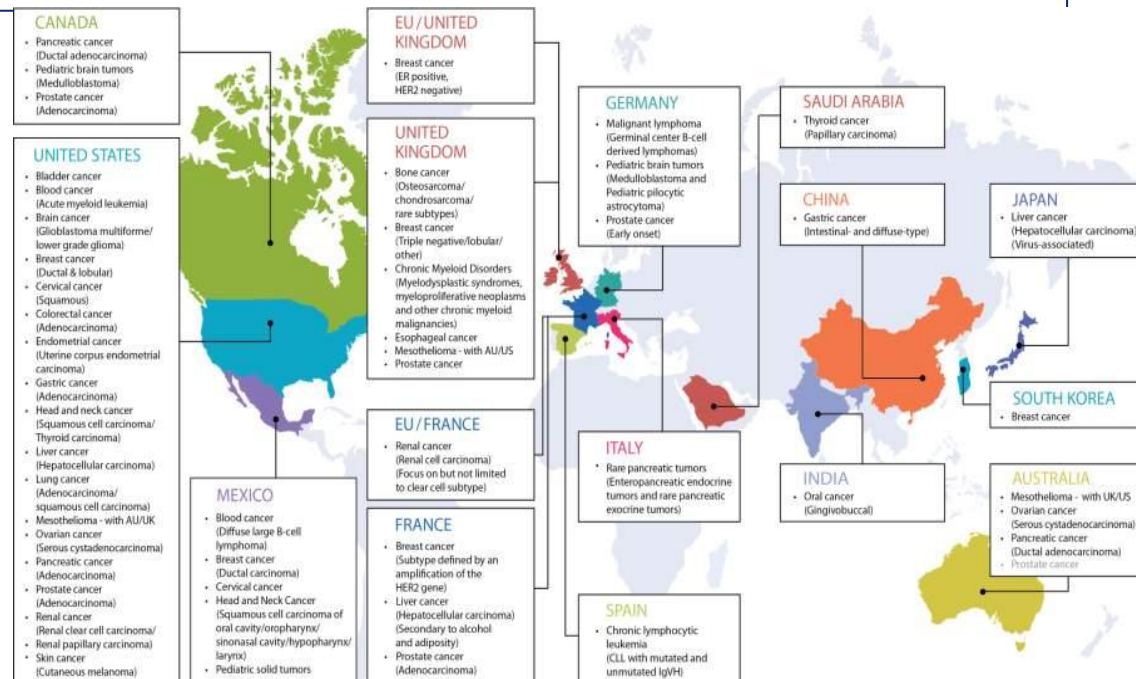 CANADA
• Pancreatic cancer
(Ductal adenocarcinoma)
• Pediatric brain tumors
(Medulloblastoma)
• Prostate cancer
(Adenocarcinoma)
UNITED STATES
• Bladder cancer
• Blood cancer
(Acute myeloid leukemia)
• Brain cancer
(Glioblastoma multiforme/
lower grade glioma)
• Breast cancer
(Ductal & lobular)
• Cervical cancer
(Squamous)
• Colorectal cancer
(Adenocarcinoma)
• Endometrial cancer
(Uterine corpus endometrial
carcinoma)
• Gastric cancer
(Adenocarcinoma)
• Head and neck cancer
(Squamous cell carcinoma/
Thyroid carcinoma)
• Liver cancer
(Hepatocellular carcinoma)
• Lung cancer
(Adenocarcinoma/
squamous cell carcinoma)
• Mesothelioma - with AU/UK
• Ovarian cancer
(Serous cystadenocarcinoma)
• Pancreatic cancer
(Adenocarcinoma)
• Prostate cancer
(Adenocarcinoma)
• Renal cancer
(Renal clear cell carcinoma/
• Renal papillary carcinoma)
• Skin cancer
(Cutaneous melanoma)
MEXICO
• Blood cancer
(Diffuse large B-cell
lymphoma)
• Breast cancer
(Ductal carcinoma)
• Cervical cancer
• Head and Neck Cancer
(Squamous cell carcinoma of
oral cavity/oropharynx/
sinonasal cavity/hypopharynx/
larynx)
• Pediatric solid tumors
EU/UNITED
KINGDOM
• Breast cancer
(ER positive,
HER2 negative)
UNITED
KINGDOM
• Bone cancer
(Osteosarcoma/
chondrosarcoma/
rare subtypes)
• Breast cancer
(Triple negative/lobular/
other)
• Chronic Myeloid Disorders
(Myelodysplastic syndromes,
myeloproliferative neoplasms
and other chronic myeloid
malignancies)
• Esophageal cancer
• Mesothelioma - with AU/US
• Prostate cancer
EU/FRANCE
• Renal cancer
(Renal cell carcinoma)
(Focus on but not limited
to clear cell subtype)
FRANCE
• Breast cancer
(Subtype defined by an
amplification of the
HER2 gene)
• Liver cancer
(Hepatocellular carcinoma)
(Secondary to alcohol
and adiposity)
• Prostate cancer
(Adenocarcinoma)
GERMANY
• Malignant lymphoma
(Germinal center B-cell
derived lymphomas)
• Pediatric brain tumors
(Medulloblastoma and
Pediatric pilocytic
astrocytoma)
• Prostate cancer
(Early onset)
ITALY
• Rare pancreatic tumors
(Enteropancreatic endocrine
tumors and rare pancreatic
exocrine tumors)
SPAIN
• Chronic lymphocytic
leukemia
(CLL with mutated and
unmutated IgVH)
SAUDI ARABIA
• Thyroid cancer
(Papillary carcinoma)
CHINA
• Gastric cancer
(Intestinal- and diffuse-type)
INDIA
• Oral cancer
(Gingivobuccal)
JAPAN
• Liver cancer
(Hepatocellular carcinoma)
(Virus-associated)
SOUTH KOREA
• Breast cancer
AUSTRALIA
• Mesothelioma - with UK/US
• Ovarian cancer
(Serous cystadenocarcinoma)
• Pancreatic cancer
(Ductal adenocarcinoma)
• Prostate cancer